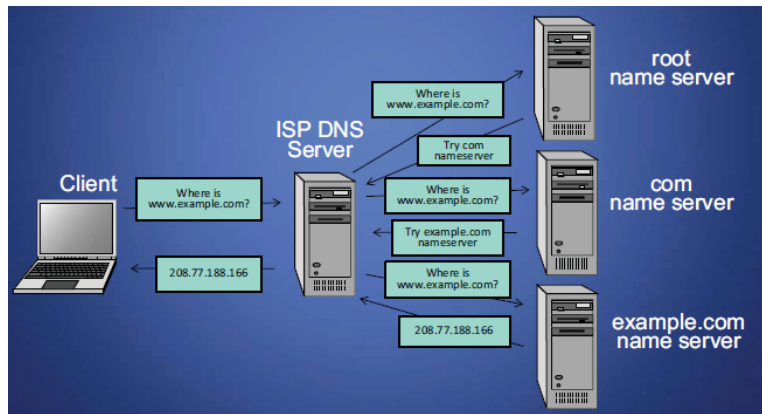 root
name server
Where is
www.example.com?
ISP DNS
Server
Try com
nameserver
Client
Where is
www.example.com?
Where is
www.example.com?
com
name server
Try example.com
nameserver
208.77.188.166
Where is
www.example.com?
208.77.188.166
example.com
name server